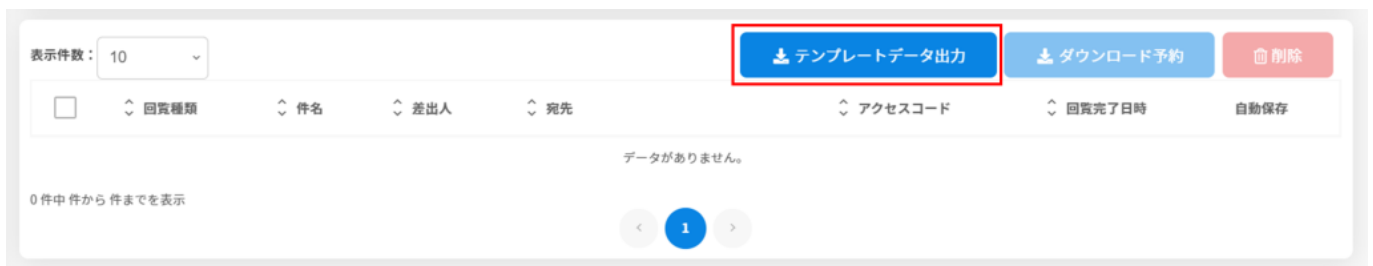 表示件数： 10 テンプレートデータ出力 ダウンロード予約 削除
回覧種類 件名 差出人 宛先 アクセスコード 回覧完了日時 自動保存
データがありません。
0 件中 件から 件までを表示
1